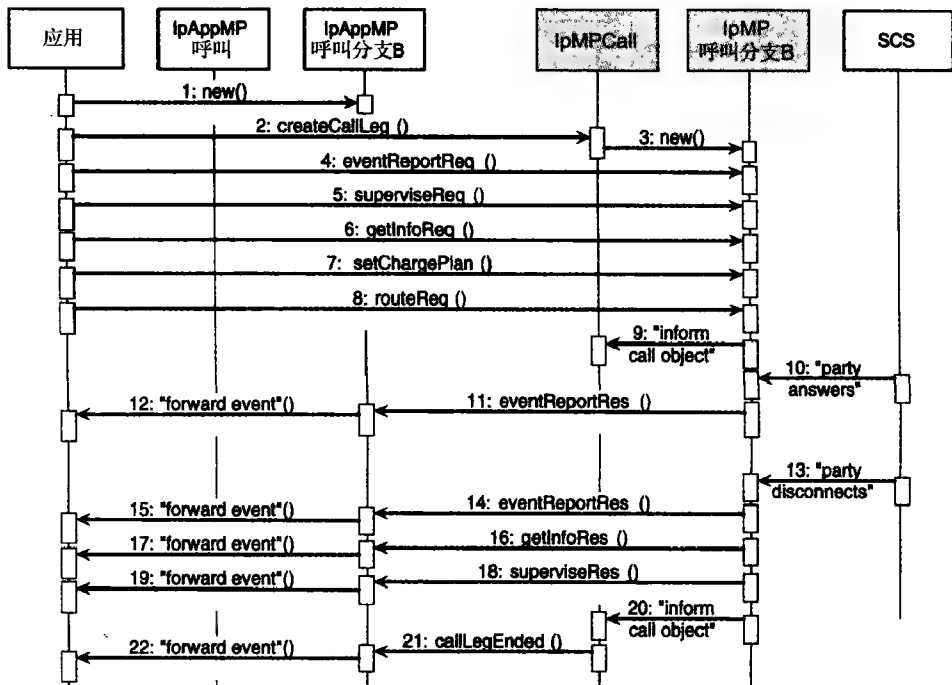 应用
IpAppMP
呼叫
IpAppMP
呼叫分支B
IpMPCall
IpMP
呼叫分支B
SCS
1: new()
2: createCallLeg ()
3: new()
4: eventReportReq ()
5: superviseReq ()
6: getInfoReq ()
7: setChargePlan ()
8: routeReq ()
9: "inform
call object"
10: "party
answers"
11: eventReportRes ()
12: "forward event"()
13: "party
disconnects"
14: eventReportRes ()
15: "forward event"()
16: getInfoRes ()
17: "forward event"()
18: superviseRes ()
19: "forward event"()
20: "inform
call object"
21: callLegEnded ()
22: "forward event"()